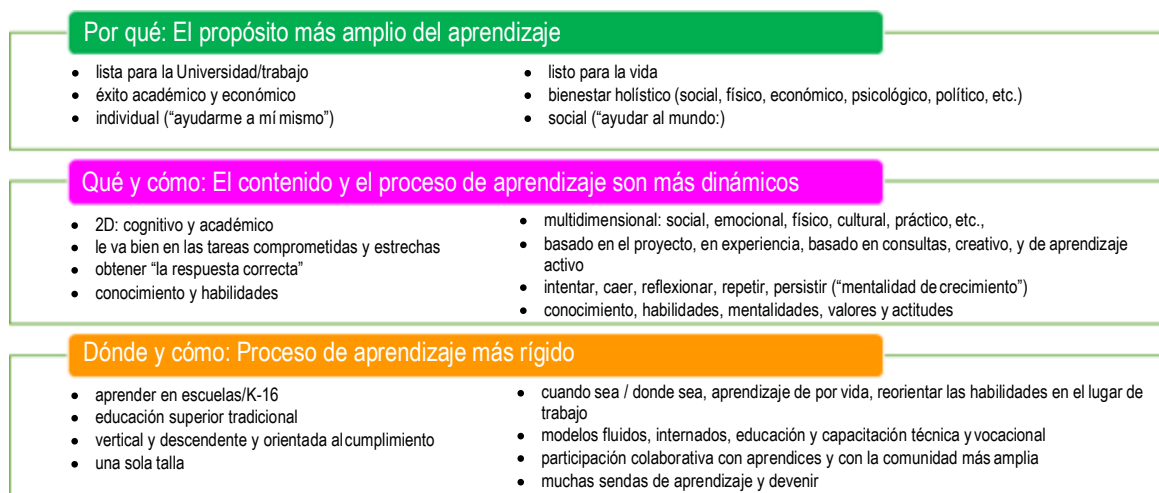 Por qué: El propósito más amplio del aprendizaje
• lista para la Universidad/trabajo
• éxito académico y económico
• individual (“ayudarme a mí mismo”)
• listo para la vida
• bienestar holístico (social, físico, económico, psicológico, político, etc.)
• social (“ayudar al mundo:)
Qué y cómo: El contenido y el proceso de aprendizaje son más dinámicos
• 2D: cognitivo y académico
• le va bien en las tareas comprometidas y estrechas
• obtener “la respuesta correcta”
• conocimiento y habilidades
• multidimensional: social, emocional, físico, cultural, práctico, etc.,
• basado en el proyecto, en experiencia, basado en consultas, creativo, y de aprendizaje
activo
• intentar, caer, reflexionar, repetir, persistir (“mentalidad de crecimiento”)
• conocimiento, habilidades, mentalidades, valores y actitudes
Dónde y cómo: Proceso de aprendizaje más rígido
• aprender en escuelas/K-16
• educación superior tradicional
• vertical y descendente y orientada al cumplimiento
• una sola talla
• cuando sea / donde sea, aprendizaje de por vida, reorientar las habilidades en el lugar de
trabajo
• modelos fluidos, internados, educación y capacitación técnica y vocacional
• participación colaborativa con aprendices y con la comunidad más amplia
• muchas sendas de aprendizaje y devenir